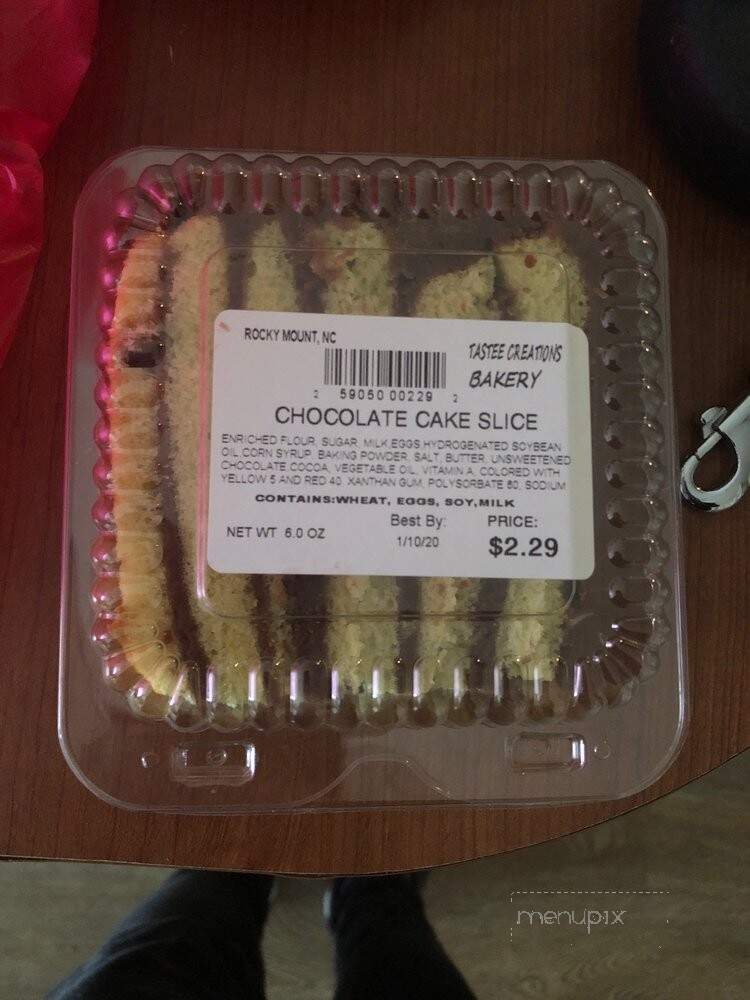 ROCKY MOUNT, NC
TASTEE CREATIONS
BAKERY
2 59050 00229 2
CHOCOLATE CAKE SLICE
ENRICHED FLOUR, SUGAR, MILK,EGGS,HYDROGENATED SOYBEAN
OIL,CORN SYRUP, BAKING POWDER, SALT, BUTTER, UNSWEETENED
CHOCOLATE,COCOA, VEGETABLE OIL, VITAMIN A, COLORED WITH
YELLOW 5 AND RED 40, XANTHAN GUM, POLYSORBATE 80, SODIUM
CONTAINS:WHEAT, EGGS, SOY,MILK
NET WT 6.0 OZ
Best By:
1/10/20
PRICE:
$2.29
menupix